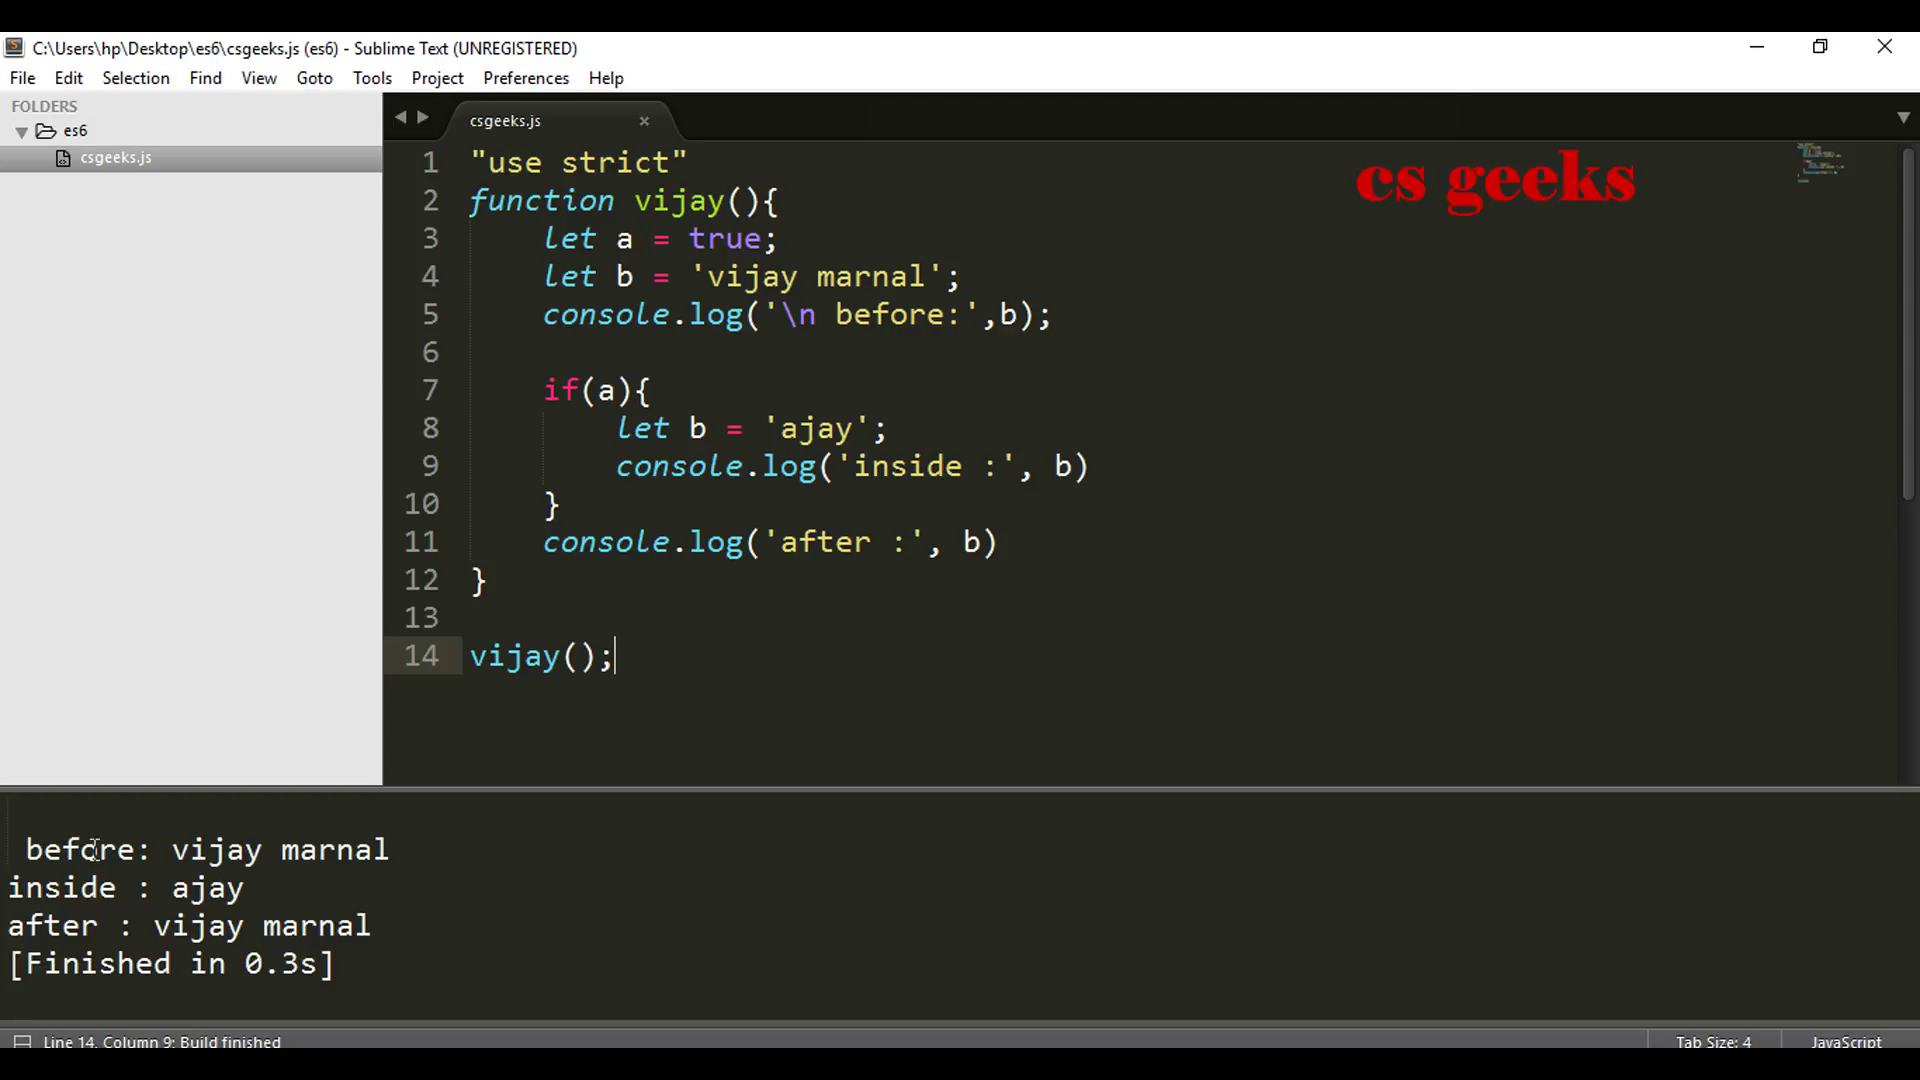 C:\Users\hp\Desktop\es6\csgeeks.js (es6) - Sublime Text (UNREGISTERED)
File Edit Selection Find View Goto Tools Project Preferences Help
FOLDERS
es6
csgeeks.js
csgeeks.js
cs geeks
1 "use strict"
2 function vijay(){
3 let a = true;
4 let b = 'vijay marnal';
5 console.log('\n before:',b);
6
7 if(a){
8 let b = 'ajay';
9 console.log('inside :', b)
10 }
11 console.log('after :', b)
12 }
13
14 vijay();
before: vijay marnal
inside : ajay
after : vijay marnal
[Finished in 0.3s]
Line 14, Column 9; Build finished Tab Size: 4 JavaScript